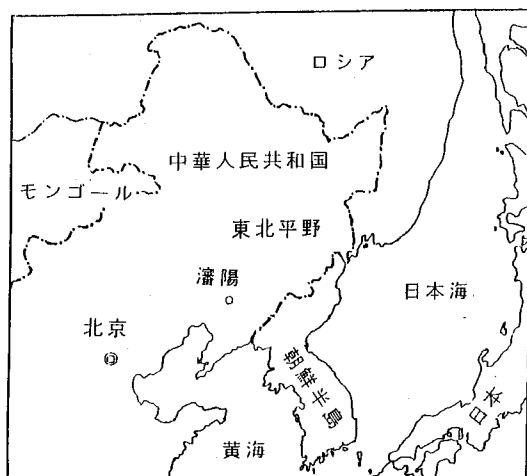 ロシア
中華人民共和国
モンゴール
東北平野
瀋陽
日本海
北京
朝鮮半島
日本
黄海